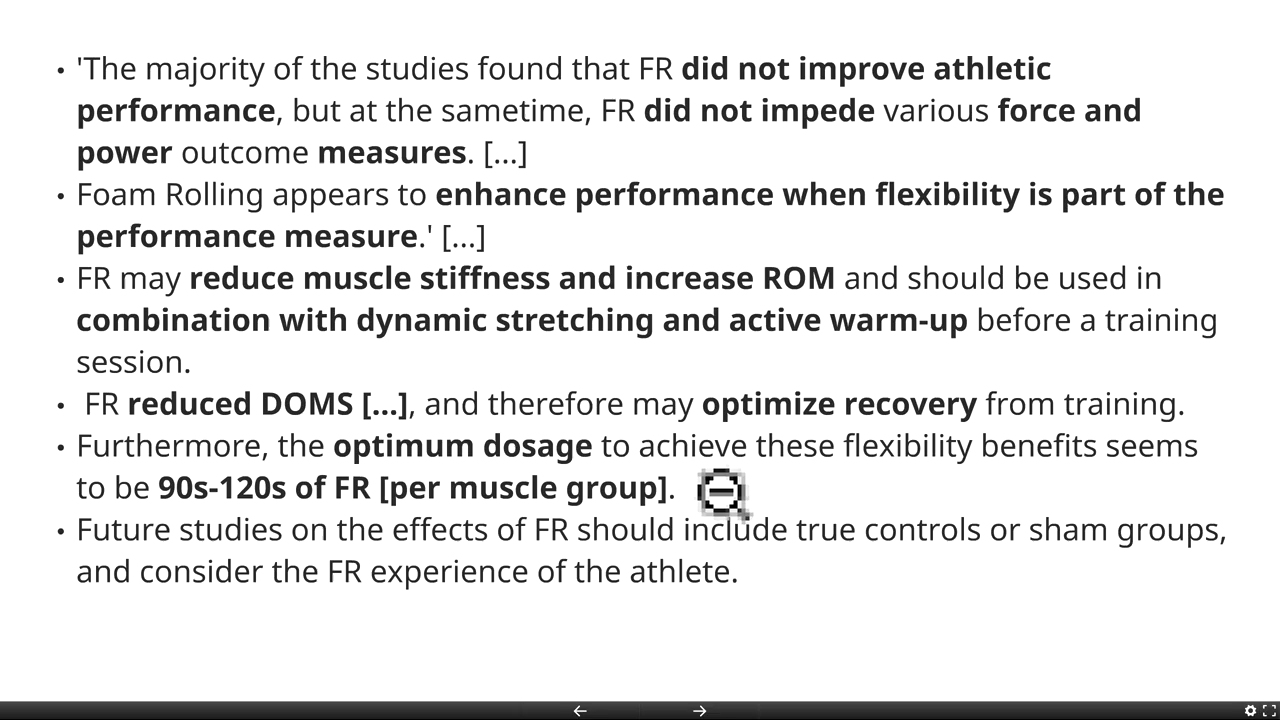 • 'The majority of the studies found that FR did not improve athletic
performance, but at the sametime, FR did not impede various force and
power outcome measures. [...]
• Foam Rolling appears to enhance performance when flexibility is part of the
performance measure.' [...]
• FR may reduce muscle stiffness and increase ROM and should be used in
combination with dynamic stretching and active warm-up before a training
session.
• FR reduced DOMS [...], and therefore may optimize recovery from training.
• Furthermore, the optimum dosage to achieve these flexibility benefits seems
to be 90s-120s of FR [per muscle group].
• Future studies on the effects of FR should include true controls or sham groups,
and consider the FR experience of the athlete.